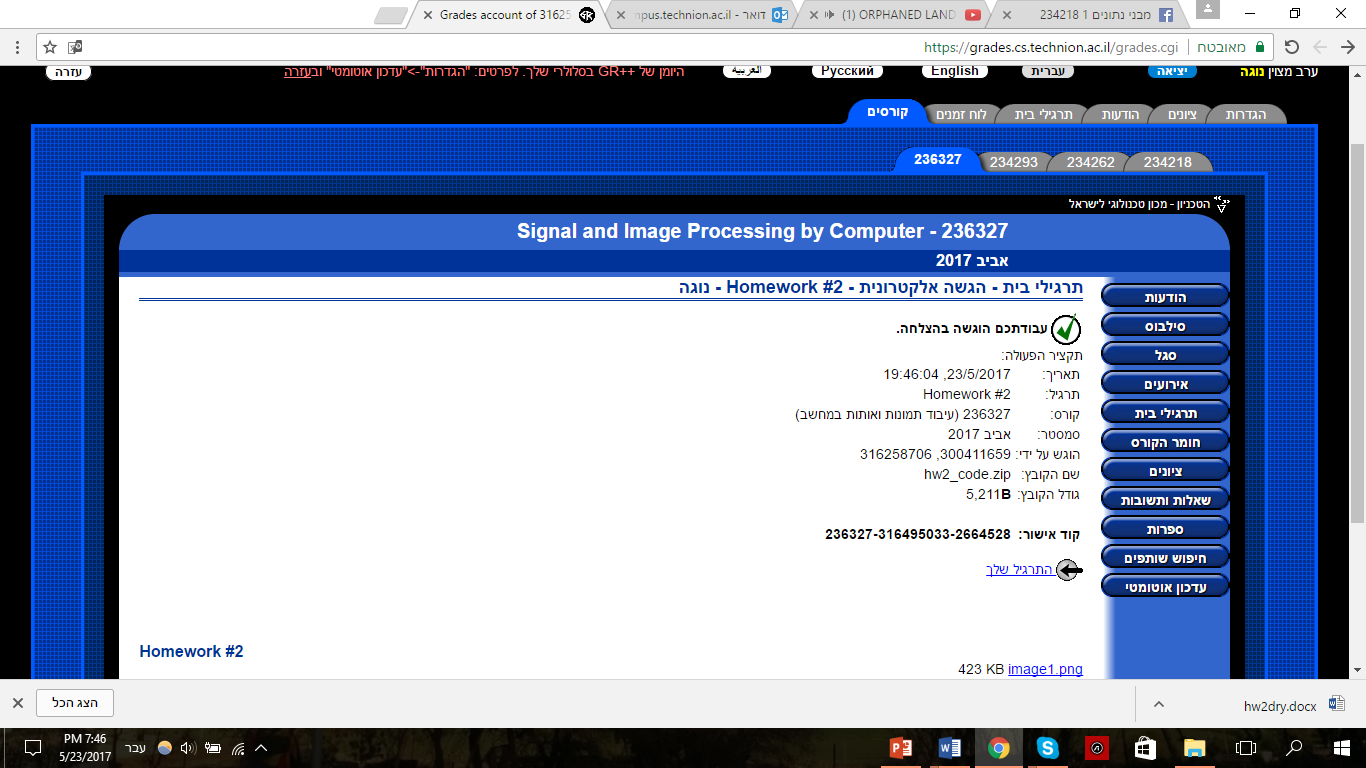 מבני נתונים 1 234218
(1) ORPHANED LAND
דואר - mpus.technion.ac.il
Grades account of 31625
מאובטח
https://grades.cs.technion.ac.il/grades.cgi
ערב מצוין נוגה
יציאה
עברית
English
Русский
العربية
היומן של GR++ בסלולרי שלך. לפרטים: "הגדרות"->"עדכון אוטומטי" ובעזרה
עזרה
הגדרות
ציונים
הודעות
תרגילי בית
לוח זמנים
קורסים
234218
234262
234293
236327
הטכניון - מכון טכנולוגי לישראל
Signal and Image Processing by Computer - 236327
אביב 2017
הודעות
סילבוס
סגל
אירועים
תרגילי בית
חומר הקורס
ציונים
שאלות ותשובות
ספרות
חיפוש שותפים
עדכון אוטומטי
תרגילי בית - הגשה אלקטרונית - Homework #2 - נוגה
עבודתכם הוגשה בהצלחה.
תקציר הפעולה:
תאריך: 23/5/2017, 19:46:04
תרגיל: Homework #2
קורס: 236327 (עיבוד תמונות ואותות במחשב)
סמסטר: אביב 2017
הוגש על ידי: 300411659, 316258706
שם הקובץ: hw2_code.zip
גודל הקובץ: 5,211B
קוד אישור: 236327-316495033-2664528
התרגיל שלך
Homework #2
423 KB image1.png
hw2dry.docx
הצג הכל
עבר
7:46 PM
5/23/2017